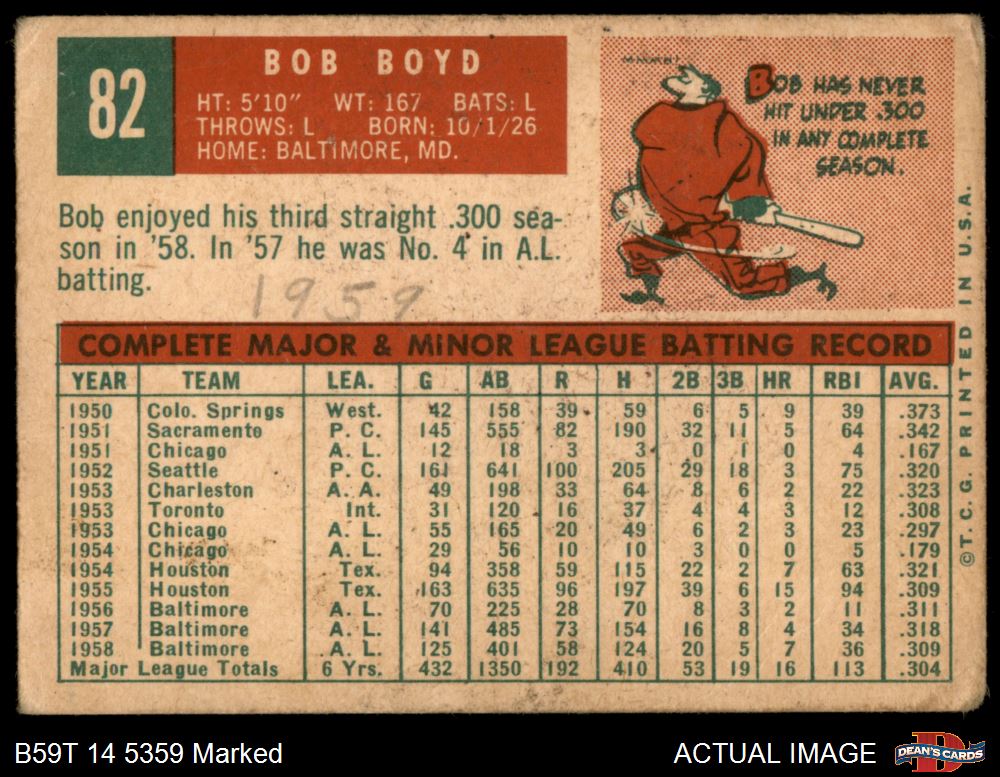 82
BOB BOYD
HT: 5'10" WT: 167 BATS: L
THROWS: L BORN: 10/1/26
HOME: BALTIMORE, MD.
MMMM!
BOB HAS NEVER
HIT UNDER .300
IN ANY COMPLETE
SEASON.
Bob enjoyed his third straight .300 sea-
son in '58. In '57 he was No. 4 in A.L.
batting.
1959
COMPLETE MAJOR & MINOR LEAGUE BATTING RECORD
YEAR TEAM LEA. G AB R H 2B 3B HR RBI AVG.
1950 Colo. Springs West. 42 158 39 59 6 5 9 39 .373
1951 Sacramento P. C. 145 555 82 190 32 11 5 64 .342
1951 Chicago A. L. 12 18 3 3 0 1 0 4 .167
1952 Seattle P. C. 161 641 100 205 29 18 3 75 .320
1953 Charleston A. A. 49 198 33 64 8 6 2 22 .323
1953 Toronto Int. 31 120 16 37 4 4 3 12 .308
1953 Chicago A. L. 55 165 20 49 6 2 3 23 .297
1954 Chicago A. L. 29 56 10 10 3 0 0 5 .179
1954 Houston Tex. 94 358 59 115 22 2 7 63 .321
1955 Houston Tex. 163 635 96 197 39 6 15 94 .309
1956 Baltimore A. L. 70 225 28 70 8 3 2 11 .311
1957 Baltimore A. L. 141 485 73 154 16 8 4 34 .318
1958 Baltimore A. L. 125 401 58 124 20 5 7 36 .309
Major League Totals 6 Yrs. 432 1350 192 410 53 19 16 113 .304
©T.C.G. PRINTED IN U.S.A.
B59T 14 5359 Marked
ACTUAL IMAGE
DEAN'S CARDS